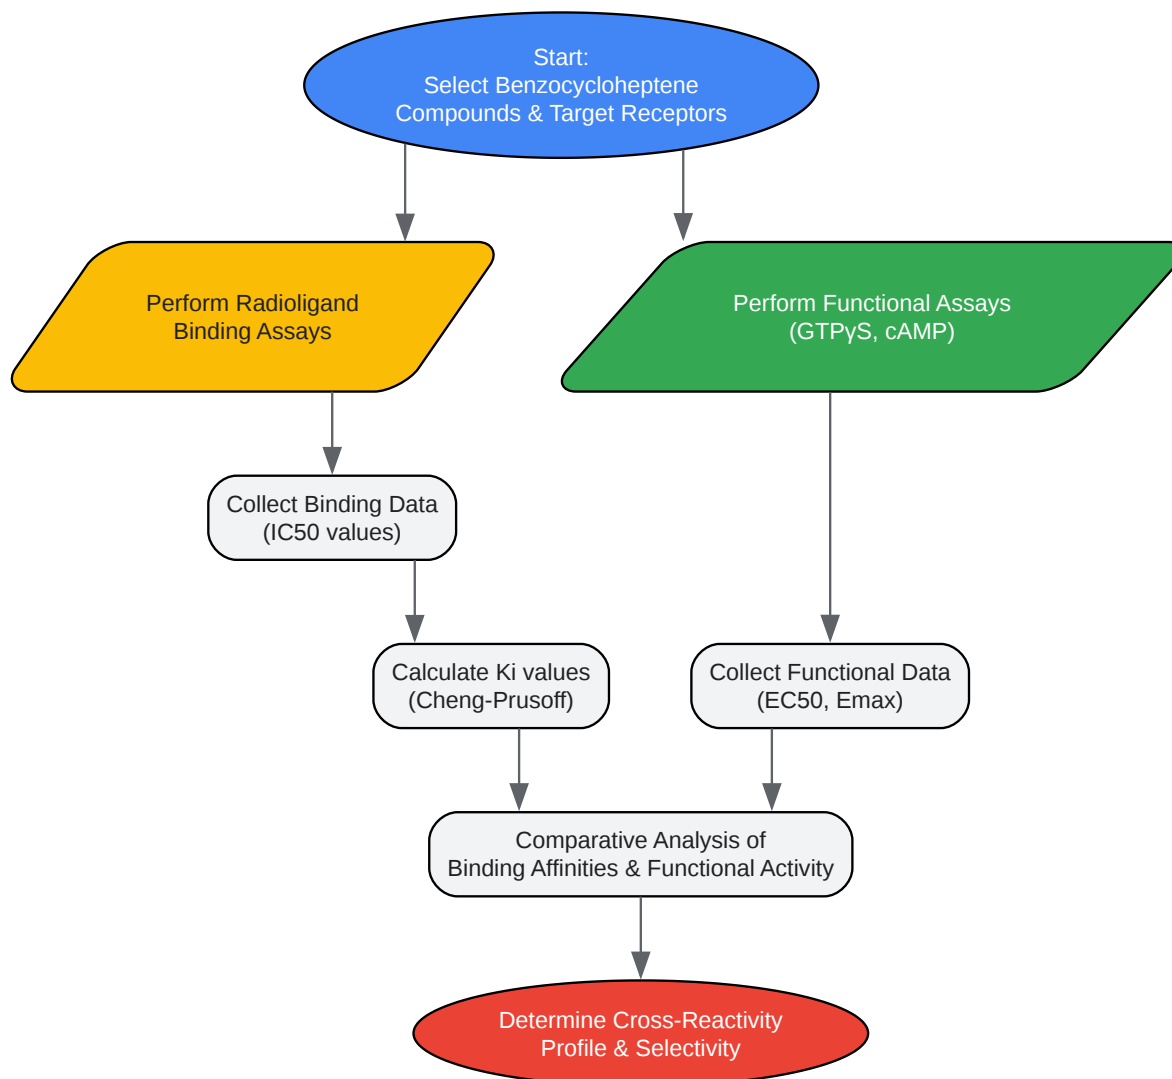 Start:
Select Benzocycloheptene
Compounds & Target Receptors
Perform Radioligand
Binding Assays
Perform Functional Assays
(GTPγS, cAMP)
Collect Binding Data
(IC50 values)
Calculate Ki values
(Cheng-Prusoff)
Collect Functional Data
(EC50, Emax)
Comparative Analysis of
Binding Affinities & Functional Activity
Determine Cross-Reactivity
Profile & Selectivity